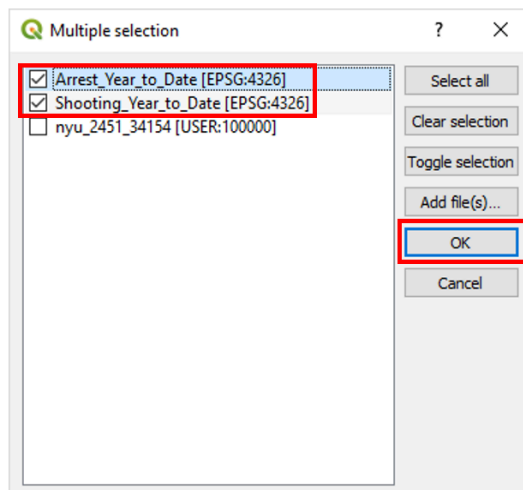 Multiple selection
? X
Arrest_Year_to_Date [EPSG:4326]
Shooting_Year_to_Date [EPSG:4326]
nyu_2451_34154 [USER:100000]
Select all
Clear selection
Toggle selection
Add file(s)...
OK
Cancel